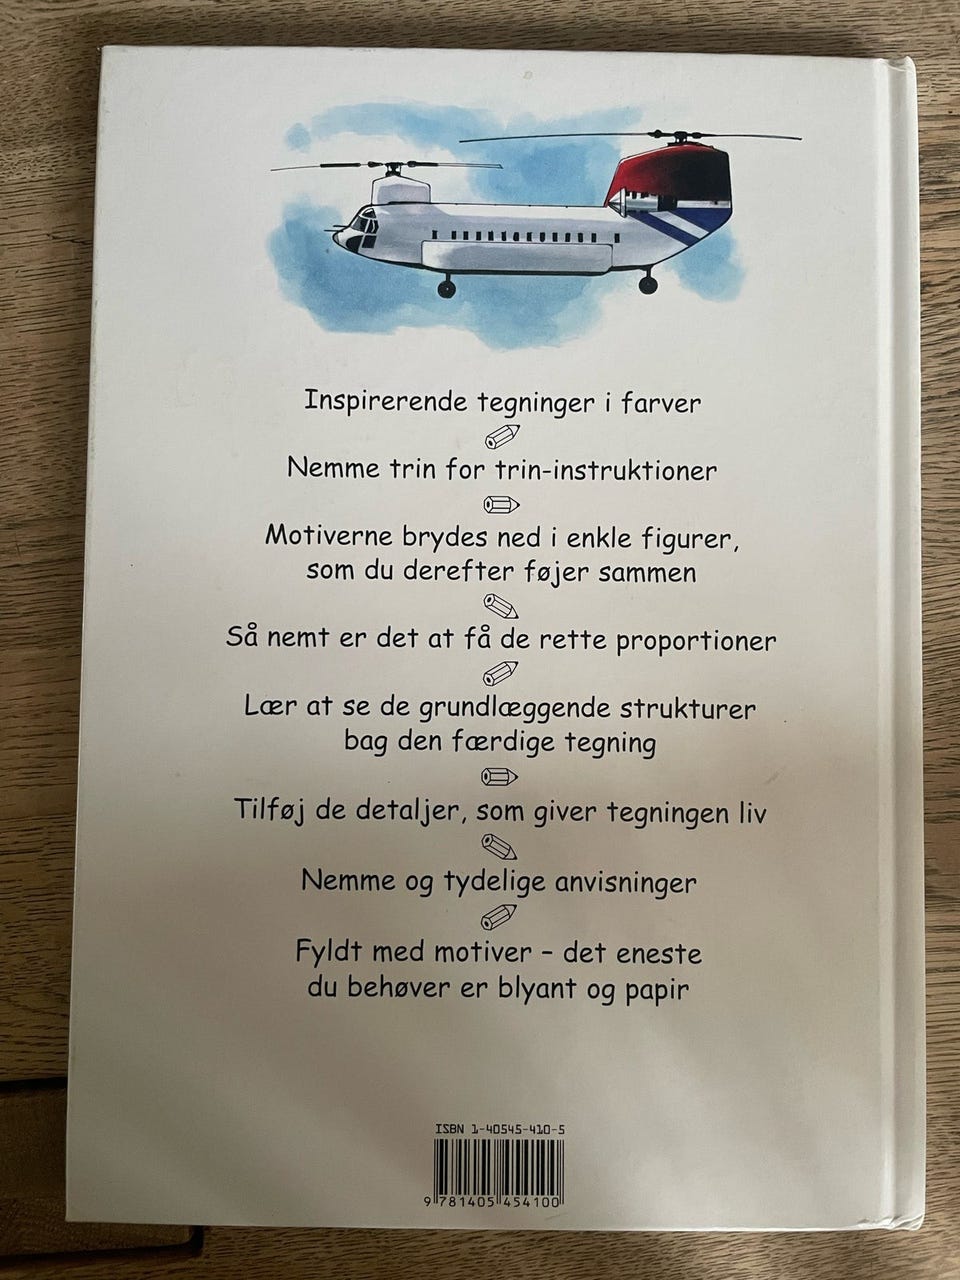 Inspirerende tegninger i farver
Nemme trin for trin-instruktioner
Motiverne brydes ned i enkle figurer,
som du derefter føjer sammen
Så nemt er det at få de rette proportioner
Lær at se de grundlæggende strukturer
bag den færdige tegning
Tilføj de detaljer, som giver tegningen liv
Nemme og tydelige anvisninger
Fyldt med motiver – det eneste
du behøver er blyant og papir
ISBN 1-40545-410-5
9 781405 454100